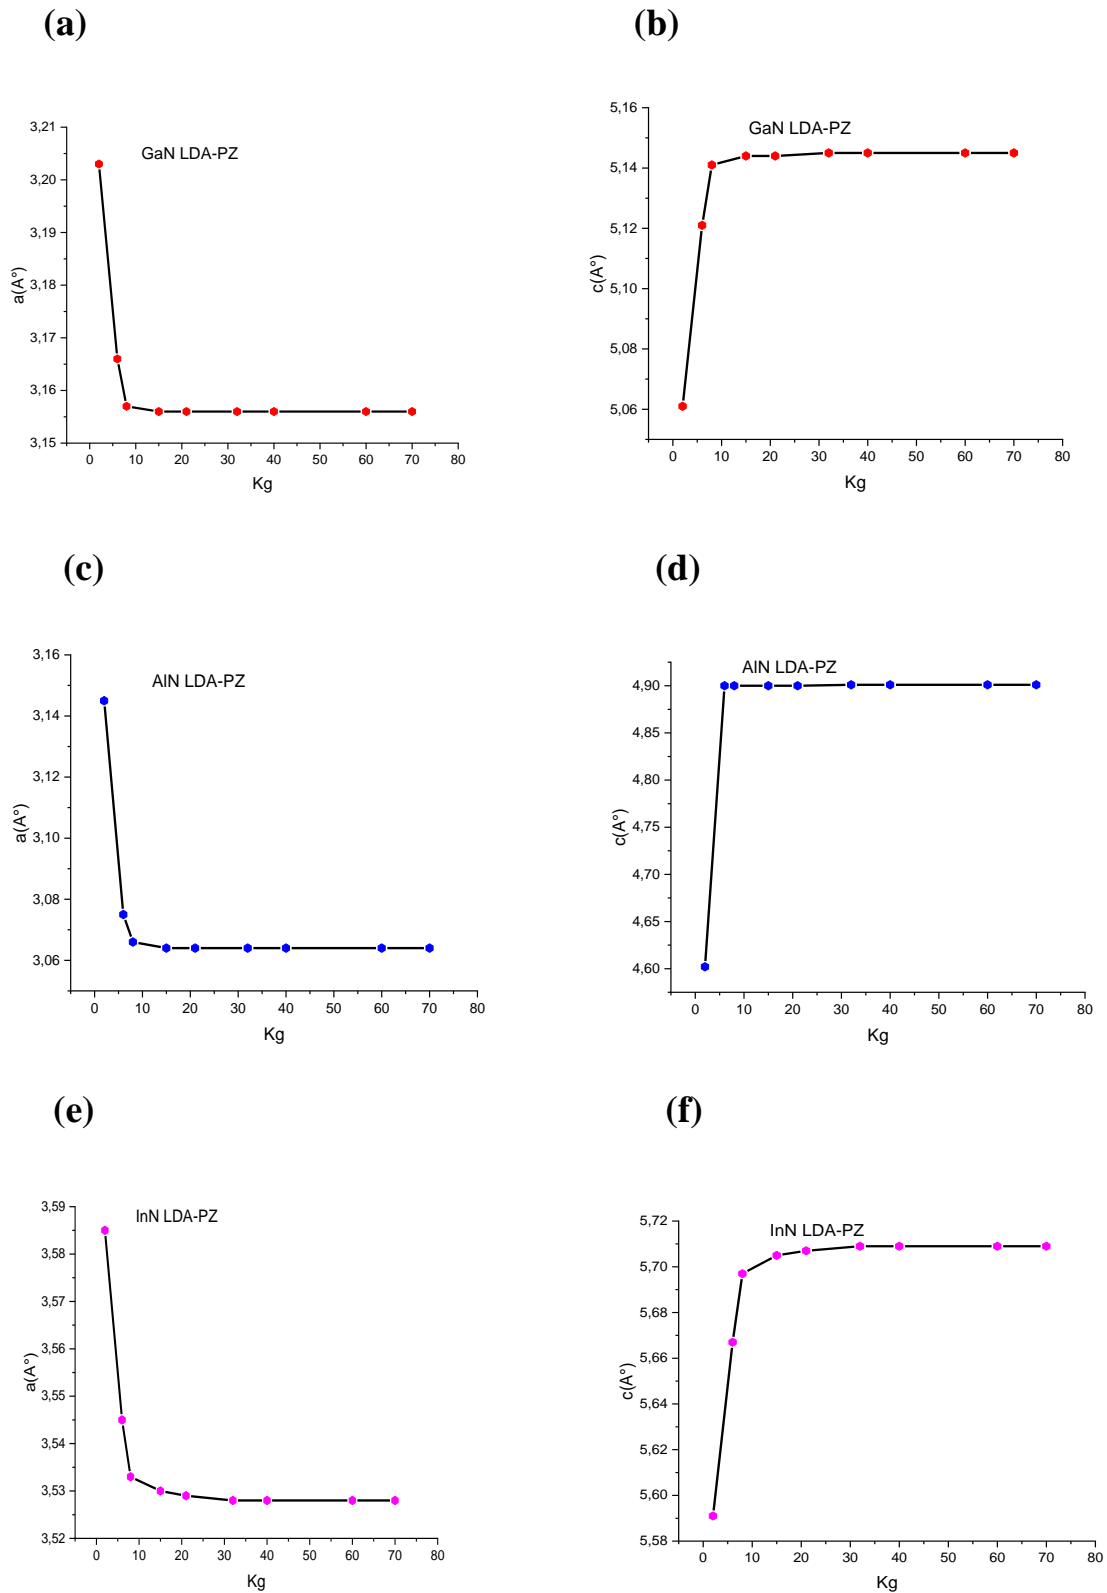 (a)
GaN LDA-PZ
3,21
3,20
3,19
3,18
3,17
3,16
3,15
a(A°)
0 10 20 30 40 50 60 70 80
Kg
(b)
GaN LDA-PZ
5,16
5,14
5,12
5,10
5,08
5,06
c(A°)
0 10 20 30 40 50 60 70 80
Kg
(c)
AlN LDA-PZ
3,16
3,14
3,12
3,10
3,08
3,06
a(A°)
0 10 20 30 40 50 60 70 80
Kg
(d)
AlN LDA-PZ
4,90
4,85
4,80
4,75
4,70
4,65
4,60
c(A°)
0 10 20 30 40 50 60 70 80
Kg
(e)
InN LDA-PZ
3,59
3,58
3,57
3,56
3,55
3,54
3,53
3,52
a(A°)
0 10 20 30 40 50 60 70 80
Kg
(f)
InN LDA-PZ
5,72
5,70
5,68
5,66
5,64
5,62
5,60
5,58
c(A°)
0 10 20 30 40 50 60 70 80
Kg